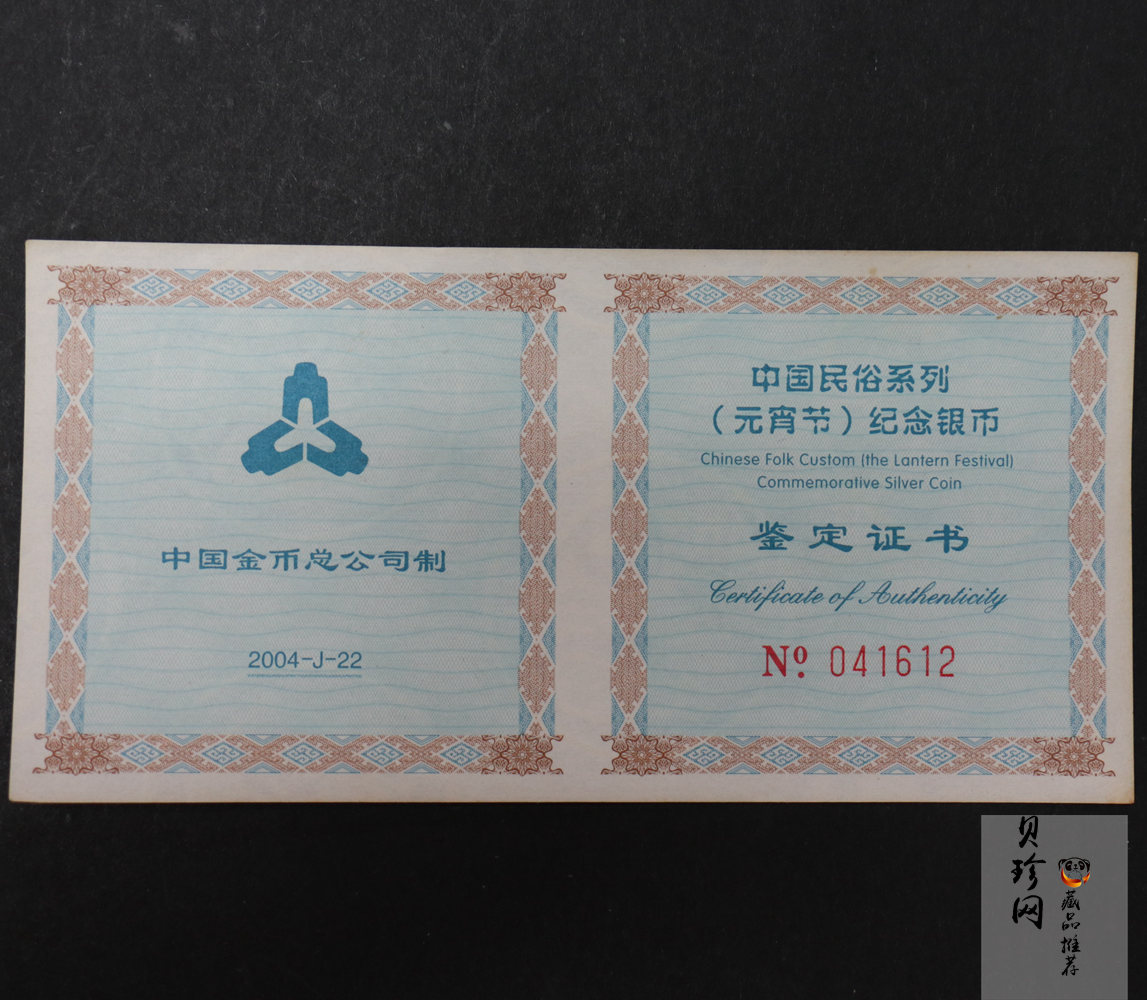 中国金币总公司制
2004-J-22
中国民俗系列
（元宵节）纪念银币
Chinese Folk Custom (the Lantern Festival)
Commemorative Silver Coin
鉴定证书
Certificate of Authenticity
No. 041612
贝珍网
藏品推荐